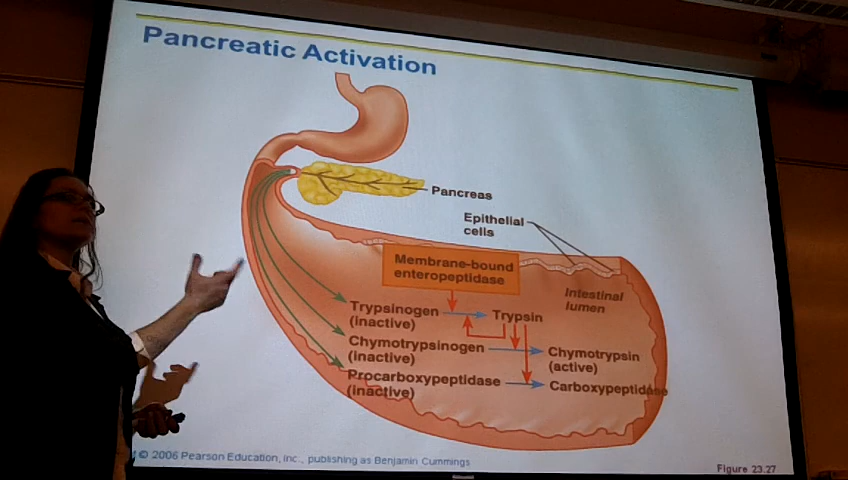 Pancreatic Activation
Pancreas
Epithelial
cells
Membrane-bound
enteropeptidase
Intestinal
lumen
Trypsinogen
(inactive)
Trypsin
Chymotrypsinogen
(inactive)
Chymotrypsin
(active)
Procarboxypeptidase
(inactive)
Carboxypeptidase
© 2006 Pearson Education, Inc., publishing as Benjamin Cummings
Figure 23.27